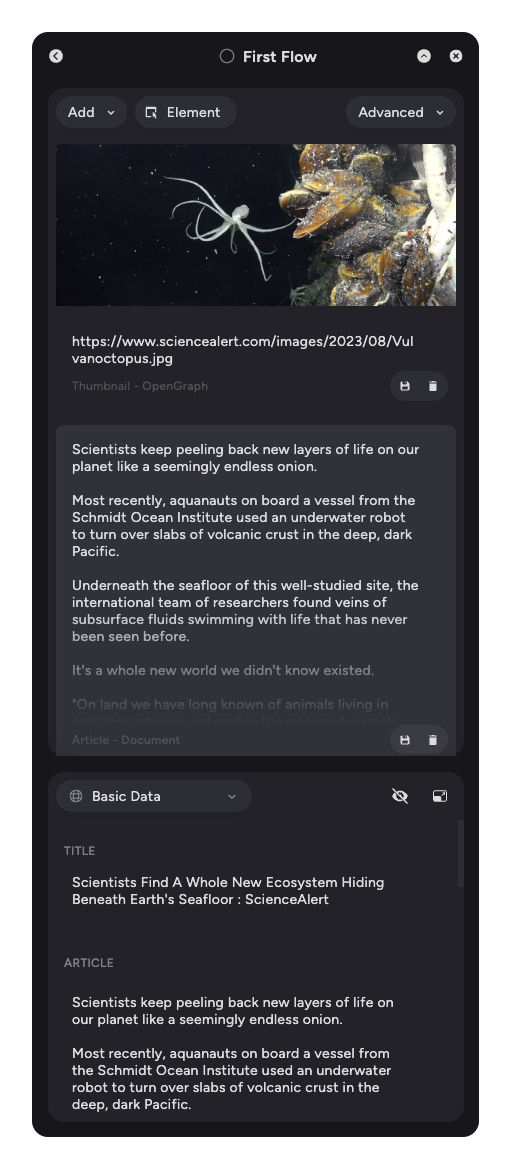 First Flow
Add
Element
Advanced
https://www.sciencealert.com/images/2023/08/Vul
vanoctopus.jpg
Thumbnail - OpenGraph
Scientists keep peeling back new layers of life on our
planet like a seemingly endless onion.
Most recently, aquanauts on board a vessel from the
Schmidt Ocean Institute used an underwater robot
to turn over slabs of volcanic crust in the deep, dark
Pacific.
Underneath the seafloor of this well-studied site, the
international team of researchers found veins of
subsurface fluids swimming with life that has never
been seen before.
It's a whole new world we didn't know existed.
"On land we have long known of animals living in
Article - Document
Basic Data
TITLE
Scientists Find A Whole New Ecosystem Hiding
Beneath Earth's Seafloor : ScienceAlert
ARTICLE
Scientists keep peeling back new layers of life on
our planet like a seemingly endless onion.
Most recently, aquanauts on board a vessel from
the Schmidt Ocean Institute used an underwater
robot to turn over slabs of volcanic crust in the
deep, dark Pacific.